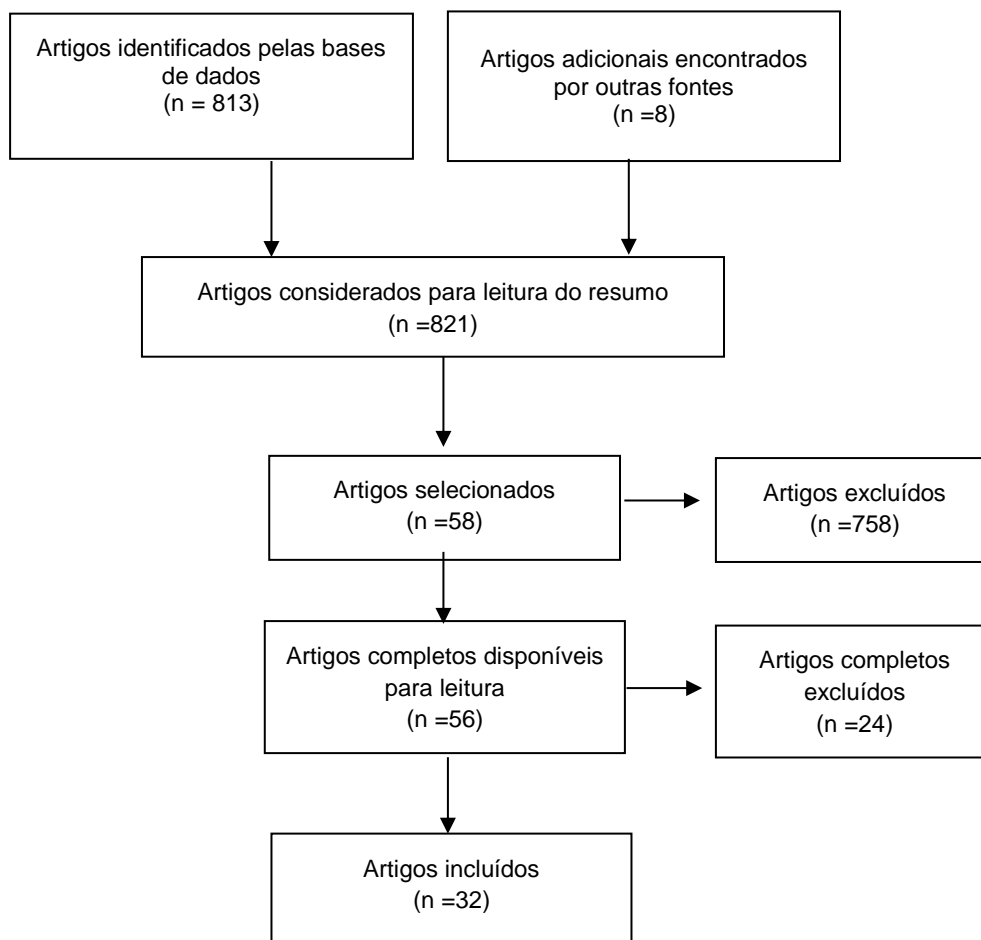 Artigos identificados pelas bases
de dados
(n = 813)
Artigos adicionais encontrados
por outras fontes
(n =8)
Artigos considerados para leitura do resumo
(n =821)
Artigos selecionados
(n =58)
Artigos excluídos
(n =758)
Artigos completos disponíveis
para leitura
(n =56)
Artigos completos
excluídos
(n =24)
Artigos incluídos
(n =32)